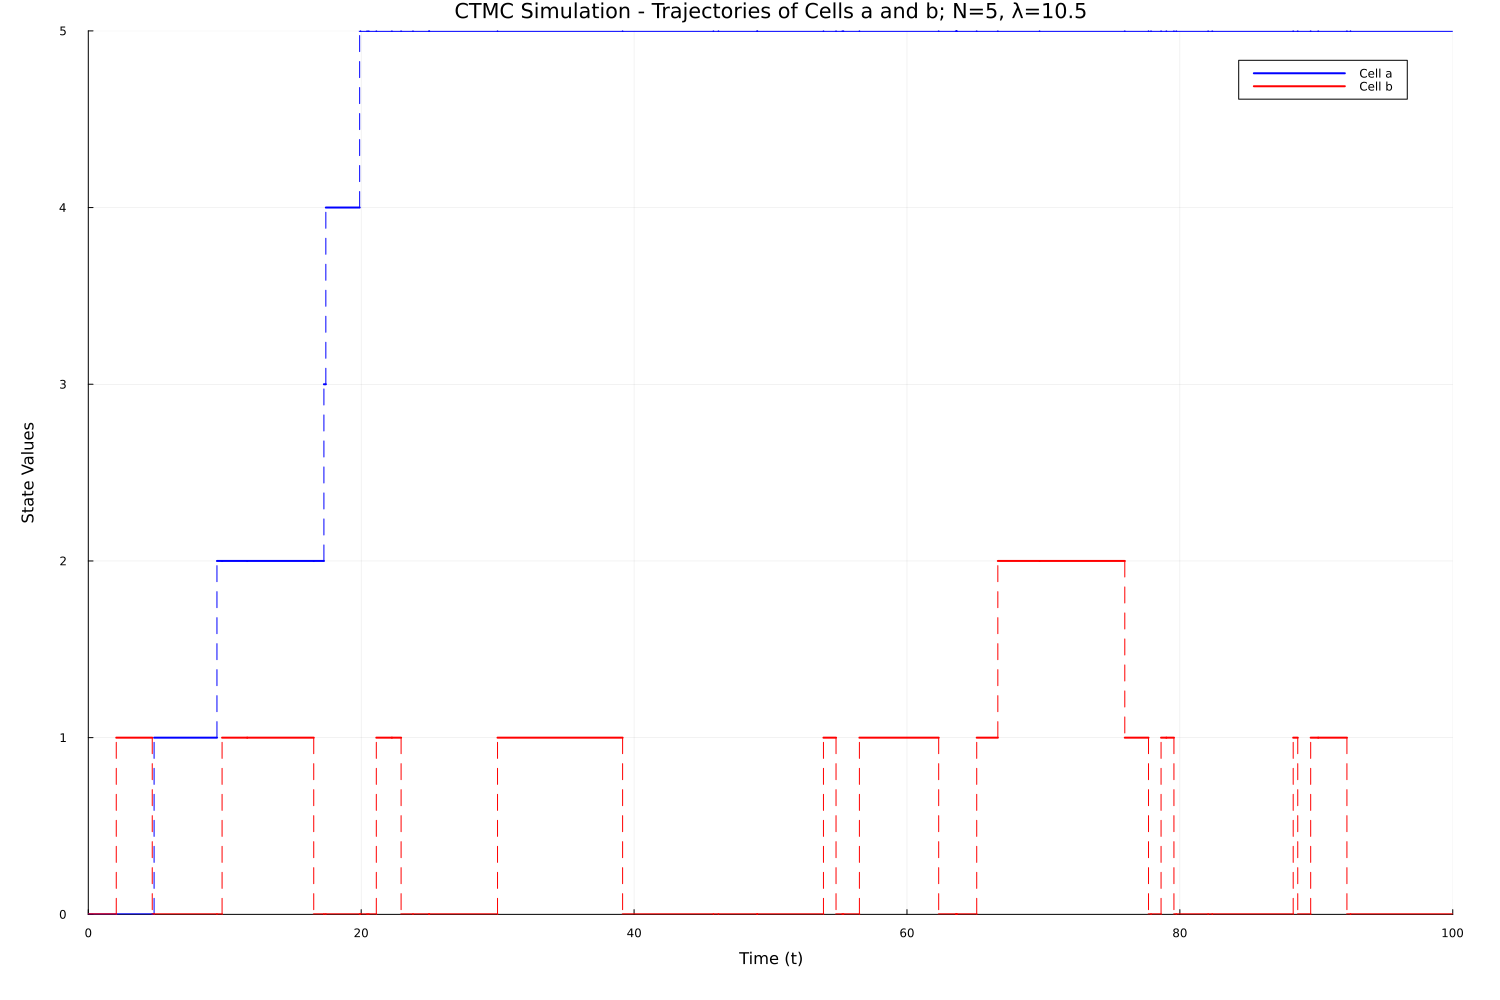 CTMC Simulation - Trajectories of Cells a and b; N=5, λ=10.5
5
Cell a
Cell b
4
3
State Values
2
1
0
0 20 40 60 80 100
Time (t)